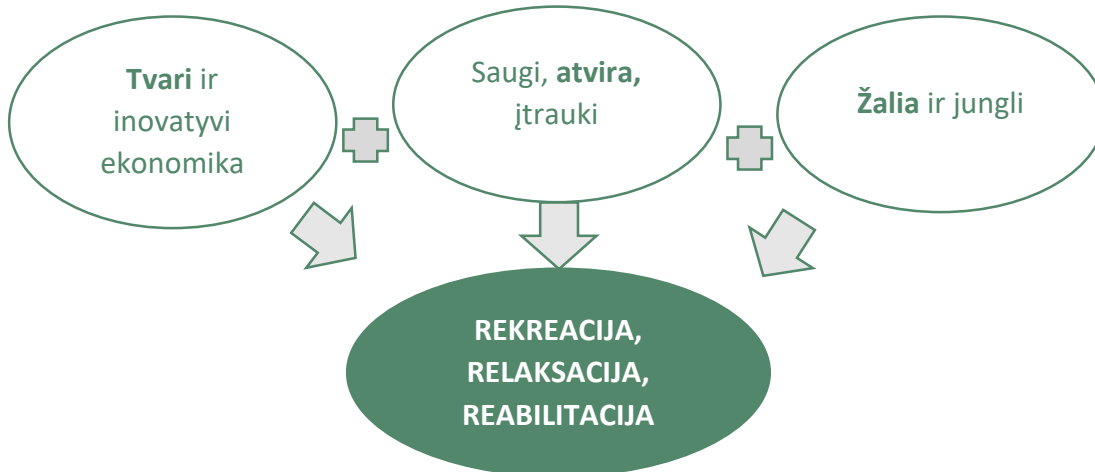 Tvari ir
inovatyvi
ekonomika
Saugi, atvira,
įtrauki
Žalia ir jungli
REKREACIJA,
RELAKSACIJA,
REABILITACIJA